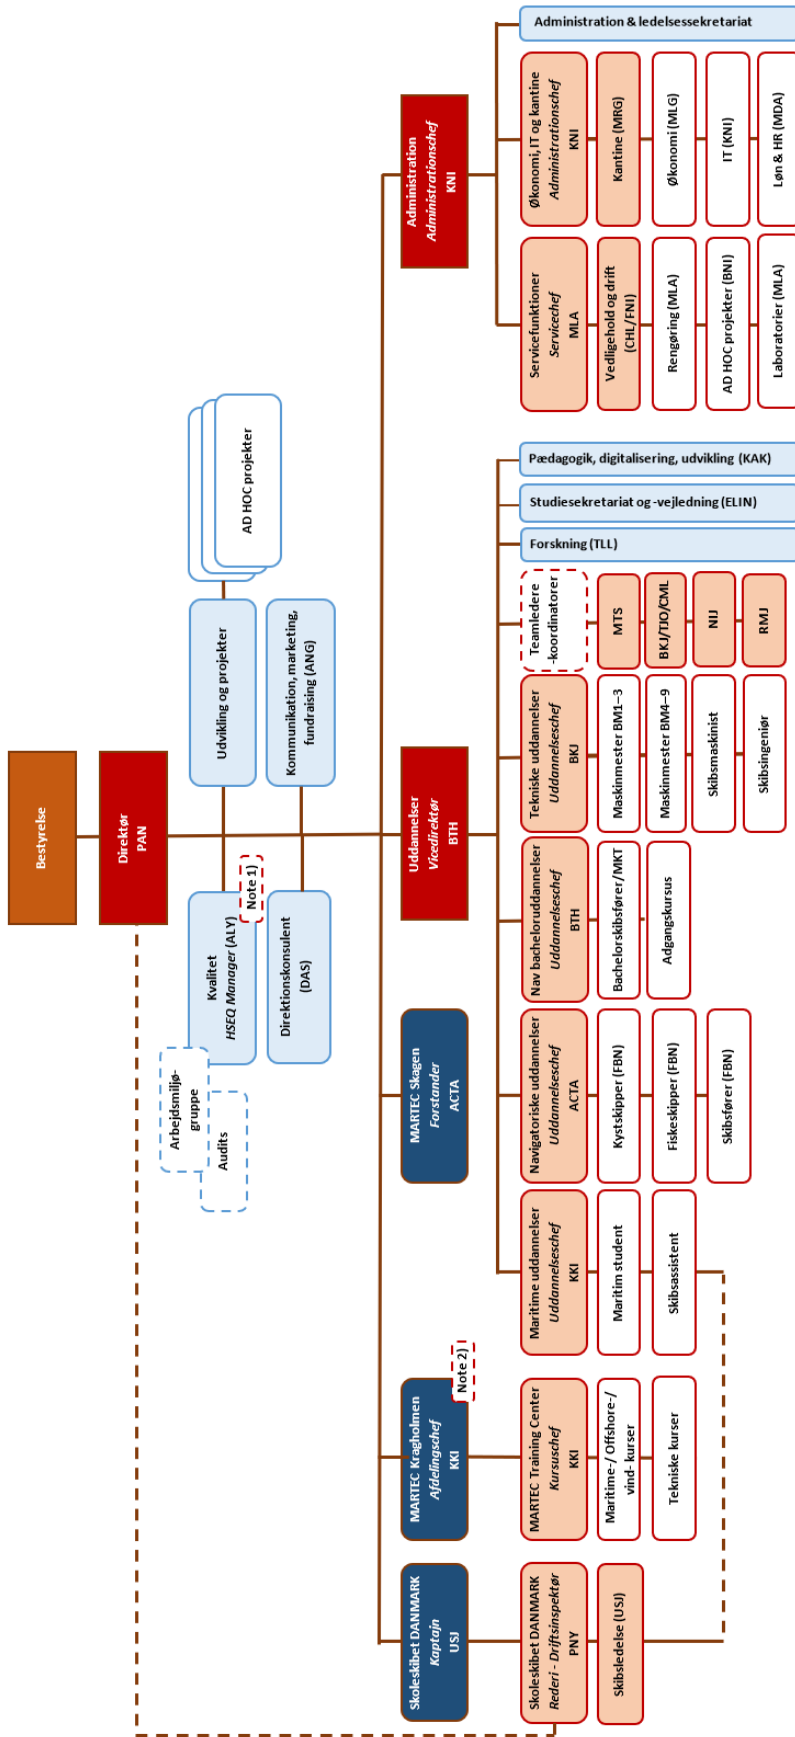 Bestyrelse
Direktør
PAN
Kvalitet
HSEQ Manager (ALY)
Note 1)
Arbejdsmiljø-
gruppe
Audits
Direktionskonsulent
(DAS)
Udvikling og projekter
AD HOC projekter
Kommunikation, marketing,
fundraising (ANG)
Skoleskibet DANMARK
Kaptajn
USJ
MARTEC Kragholmen
Afdelingschef
KKI
Note 2)
MARTEC Skagen
Forstander
ACTA
Uddannelser
Vicedirektør
BTH
Administration
Administrationschef
KNI
Skoleskibet DANMARK
Rederi - Driftsinspektør
PNY
Skibsledelse (USJ)
MARTEC Training Center
Kursuschef
KKI
Maritime-/ Offshore-/
vind- kurser
Tekniske kurser
Maritime uddannelser
Uddannelseschef
KKI
Maritim student
Skibsassistent
Navigatoriske uddannelser
Uddannelseschef
ACTA
Kystskipper (FBN)
Fiskeskipper (FBN)
Skibsfører (FBN)
Nav bacheloruddannelser
Uddannelseschef
BTH
Bachelorskibsfører/MKT
Adgangskursus
Tekniske uddannelser
Uddannelseschef
BKJ
Maskinmester BM1–3
Maskinmester BM4–9
Skibsmaskinist
Skibsingeniør
Teamledere
-koordinatorer
MTS
BKJ/TJO/CML
NIJ
RMJ
Forskning (TLL)
Studiesekretariat og -vejledning (ELIN)
Pædagogik, digitalisering, udvikling (KAK)
Servicefunktioner
Servicechef
MLA
Vedligehold og drift
(CHL/FNI)
Rengøring (MLA)
AD HOC projekter (BNI)
Laboratorier (MLA)
Økonomi, IT og kantine
Administrationschef
KNI
Kantine (MRG)
Økonomi (MLG)
IT (KNI)
Løn & HR (MDA)
Administration & ledelsessekretariat